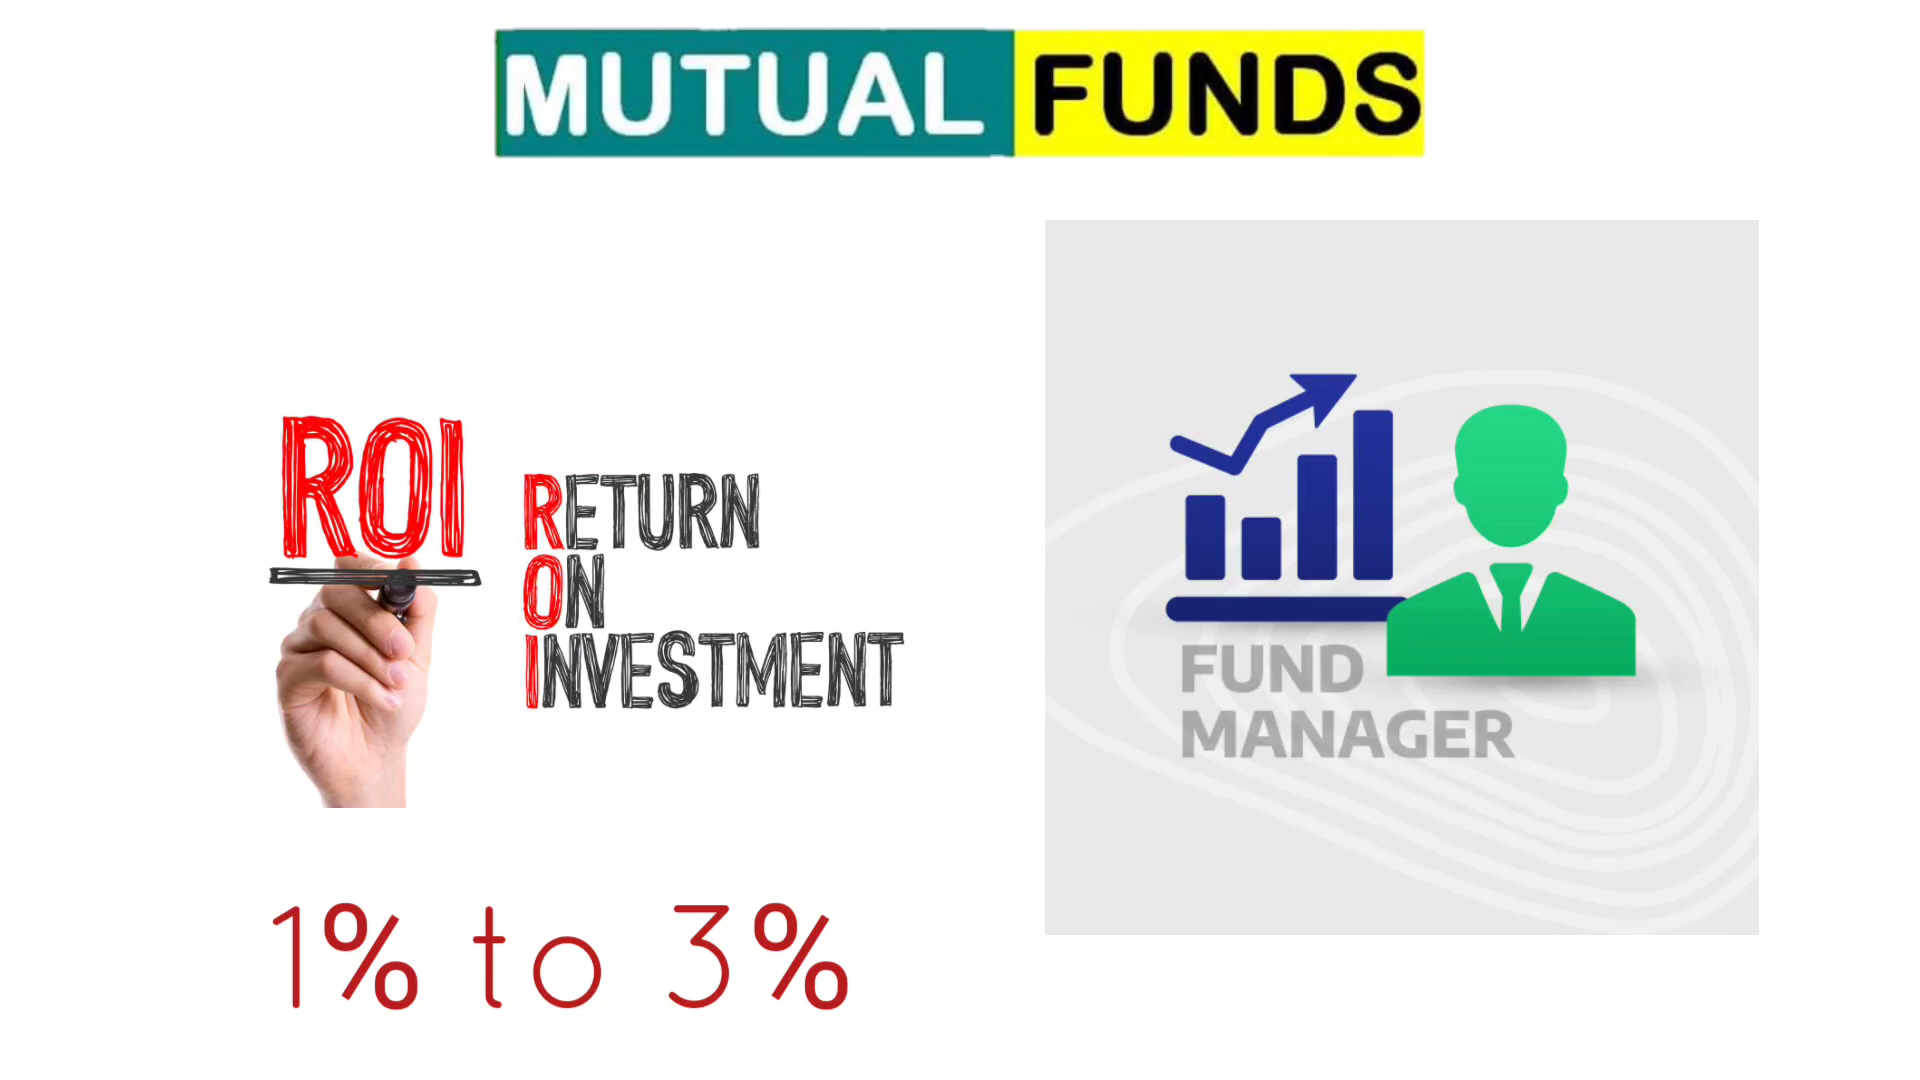 MUTUAL FUNDS
ROI
RETURN
ON
INVESTMENT
FUND
MANAGER
1% to 3%